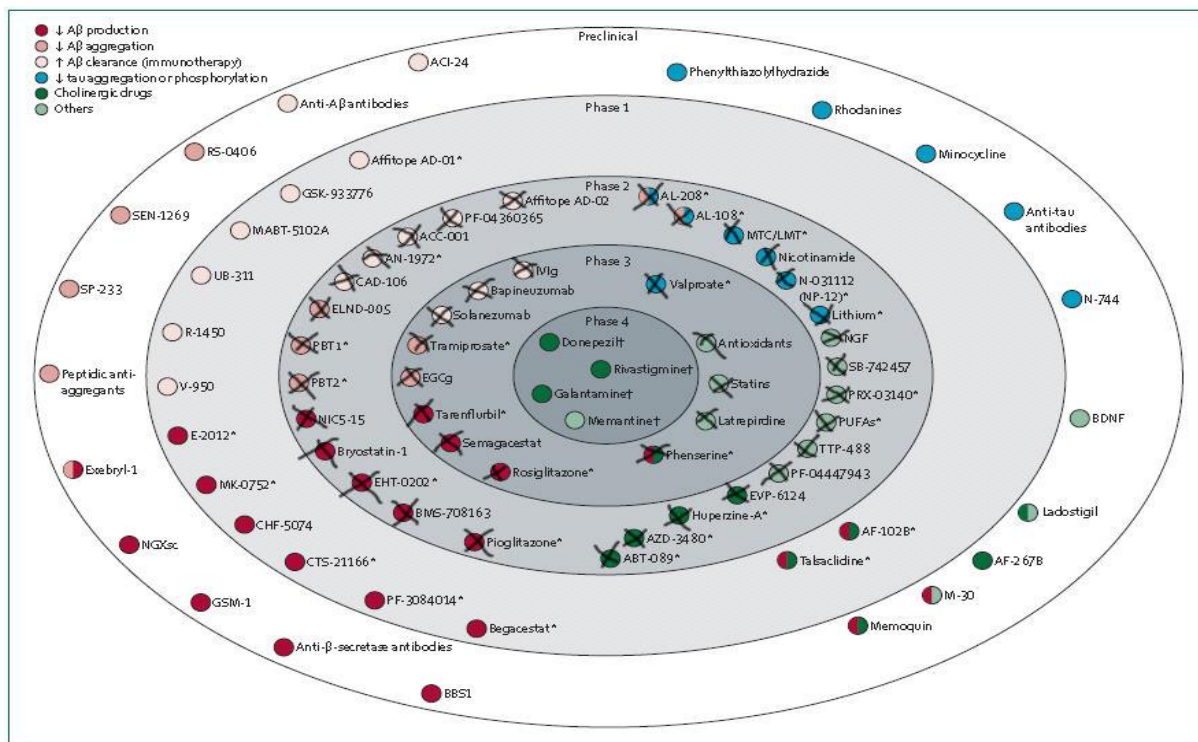 ↓ Aβ production
↓ Aβ aggregation
↑ Aβ clearance (immunotherapy)
↓ tau aggregation or phosphorylation
Cholinergic drugs
Others
Preclinical
ACI-24
Phenylthiazolylhydrazide
Anti-Aβ antibodies
Rhodanines
RS-0406
Minocycline
SEN-1269
Anti-tau
antibodies
SP-233
N-744
Peptidic anti-
aggregants
BDNF
Exebryl-1
Ladostigil
NGXsc
AF-267B
GSM-1
M-30
Memoquin
Anti-β-secretase antibodies
BBS1
Phase 1
Affitope AD-01*
GSK-933776
MABT-5102A
UB-311
R-1450
V-950
E-2012*
MK-0752*
CHF-5074
CTS-21166*
PF-3084014*
Begacestat*
AF-102B*
Talsaclidine*
Phase 2
Affitope AD-02
AL-208*
PF-04360365
AL-108*
ACC-001
MTC/LMT*
AN-1972*
Nicotinamide
CAD-106
N-031112
(NP-12)*
ELND-005
Lithium*
PBT1*
NGF
SB-742457
PBT2*
PRX-03140*
NIC5-15
PUFAs*
Bryostatin-1
TTP-488
EHT-0202*
PF-04447943
BMS-708163
EVP-6124
Huperzine-A*
Pioglitazone*
AZD-3480*
ABT-089*
Phase 3
IVIg
Bapineuzumab
Valproate*
Solanezumab
Tramiprosate*
Antioxidants
EGCg
Statins
Tarenflurbil*
Latrepirdine
Semagacestat
Phenserine*
Rosiglitazone*
Phase 4
Donepezil†
Rivastigmine†
Galantamine†
Memantine†